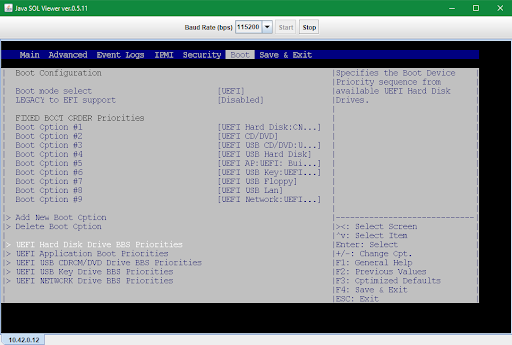 Java SOL Viewer ver.0.5.11
Baud Rate (bps) 115200 Start Stop
Main Advanced Event Logs IPMI Security Boot Save & Exit
Boot Configuration
Boot mode select [UEFI]
LEGACY to EFI support [Disabled]
FIXED BOOT ORDER Priorities
Boot Option #1 [UEFI Hard Disk:CN...]
Boot Option #2 [UEFI CD/DVD]
Boot Option #3 [UEFI USB CD/DVD:U...]
Boot Option #4 [UEFI USB Hard Disk]
Boot Option #5 [UEFI AP:UEFI: Bui...]
Boot Option #6 [UEFI USB Key:UEFI...]
Boot Option #7 [UEFI USB Floppy]
Boot Option #8 [UEFI USB Lan]
Boot Option #9 [UEFI Network:UEFI...]
> Add New Boot Option
> Delete Boot Option
> UEFI Hard Disk Drive BBS Priorities
> UEFI Application Boot Priorities
> UEFI USB CDROM/DVD Drive BBS Priorities
> UEFI USB Key Drive BBS Priorities
> UEFI NETWORK Drive BBS Priorities
Specifies the Boot Device
Priority sequence from
available UEFI Hard Disk
Drives.
><: Select Screen
^v: Select Item
Enter: Select
+/-: Change Opt.
F1: General Help
F2: Previous Values
F3: Optimized Defaults
F4: Save & Exit
ESC: Exit
10.42.0.12